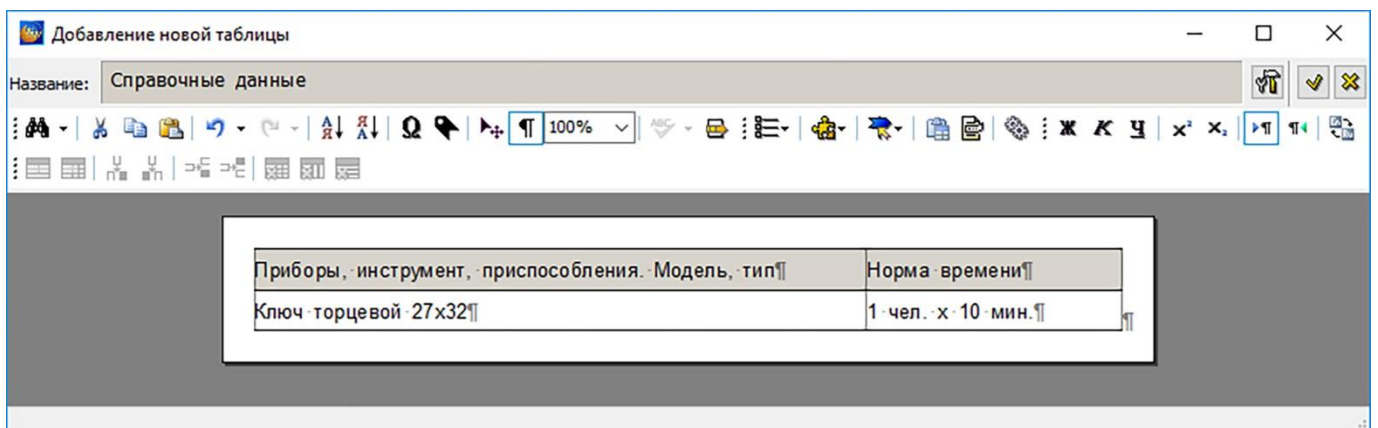 Добавление новой таблицы
Название: Справочные данные
100%
Ж К Ч
Приборы, инструмент, приспособления. Модель, тип¶ Норма времени¶
Ключ торцевой 27х32¶ 1 чел. х 10 мин.¶